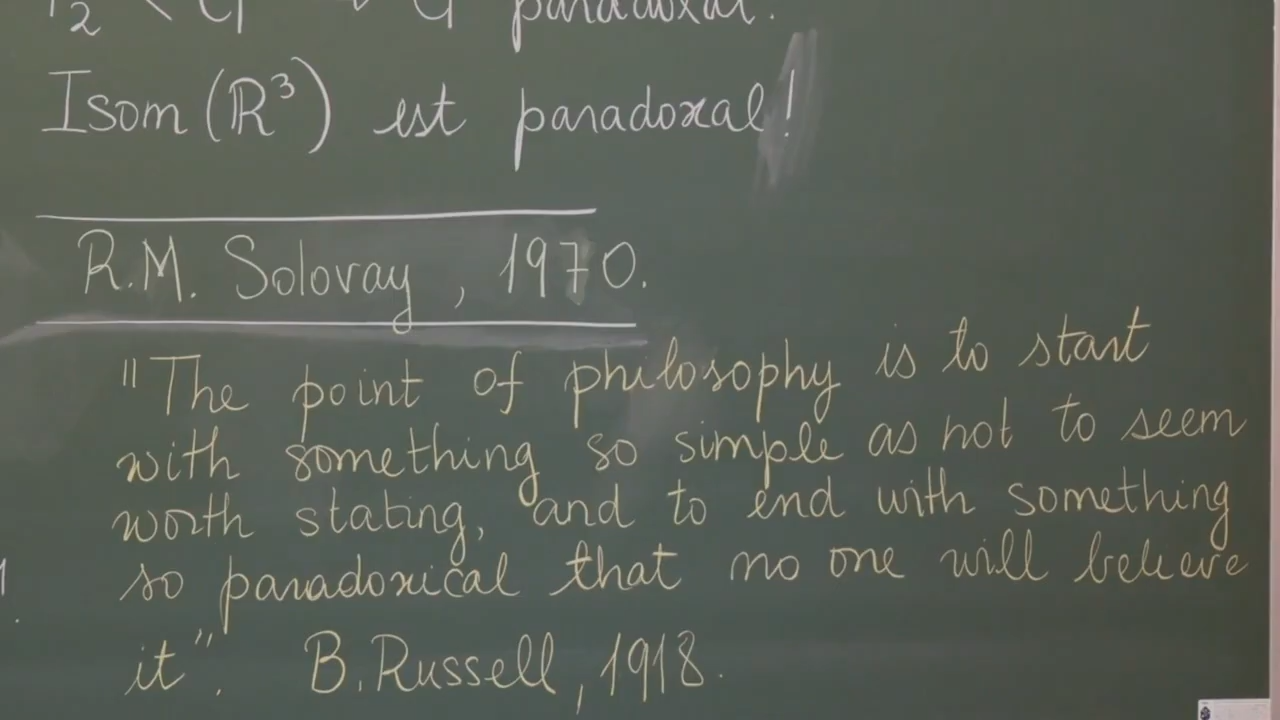 paradoxal.
Isom (ℝ³) est paradoxal!
R.M. Solovay, 1970.
"The point of philosophy is to start
with something so simple as not to seem
worth stating, and to end with something
so paradoxical that no one will believe
it". B. Russell, 1918.